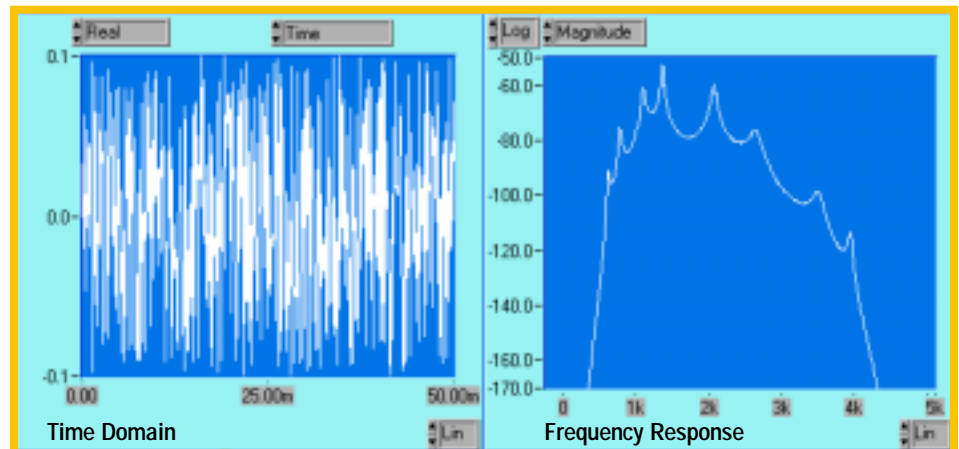 Real
Time
0.1
0.0
-0.1
0.00 25.00m 50.00m
Time Domain
Lin
Log Magnitude
-50.0
-60.0
-80.0
-100.0
-120.0
-140.0
-160.0
-170.0
0 1k 2k 3k 4k 5k
Frequency Response
Lin